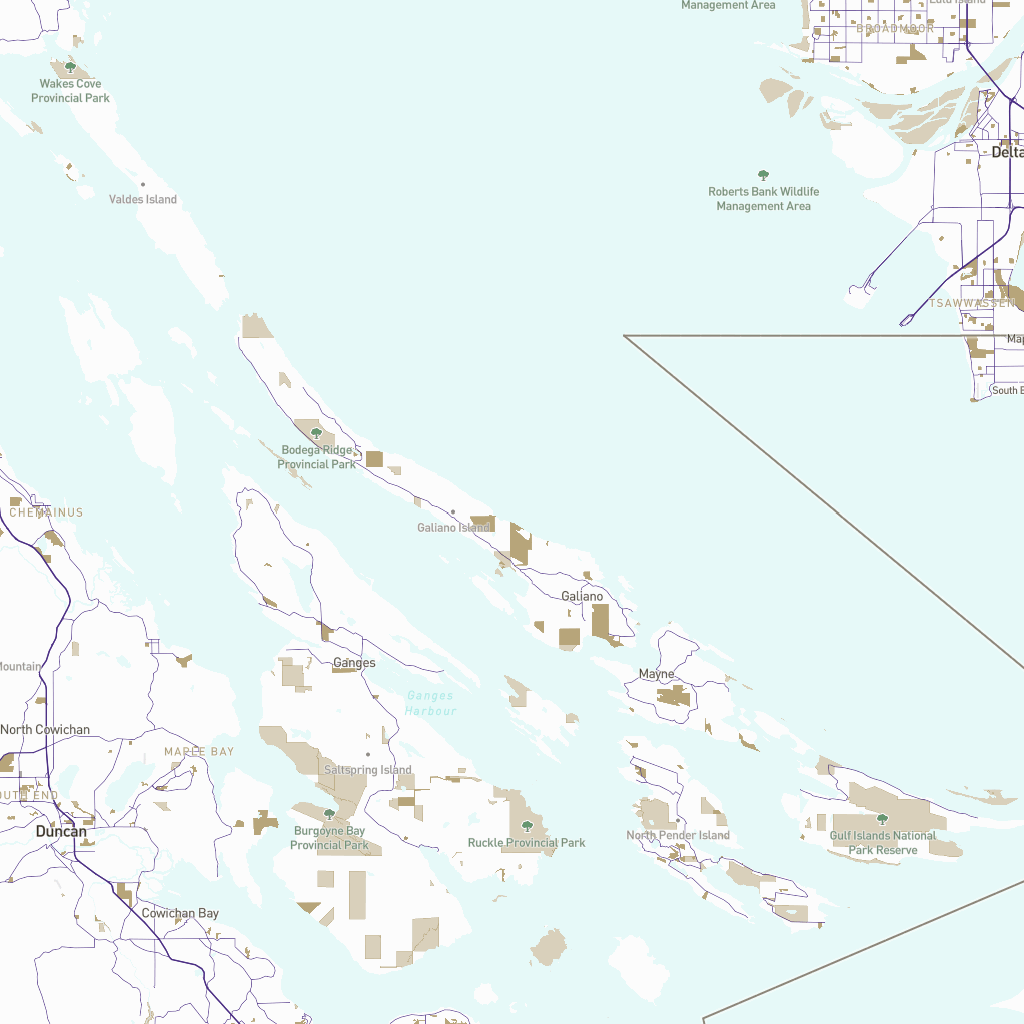 Management Area
Lulu Island
BROADMOOR
Wakes Cove
Provincial Park
Delta
Roberts Bank Wildlife
Management Area
Valdes Island
TSAWWASSEN
Map
South B
Bodega Ridge
Provincial Park
CHEMAINUS
Galiano Island
Galiano
Ganges
Mountain
Mayne
Ganges
Harbour
North Cowichan
MAPLE BAY
Saltspring Island
OUTH END
Duncan
Burgoyne Bay
Provincial Park
Ruckle Provincial Park
North Pender Island
Gulf Islands National
Park Reserve
Cowichan Bay